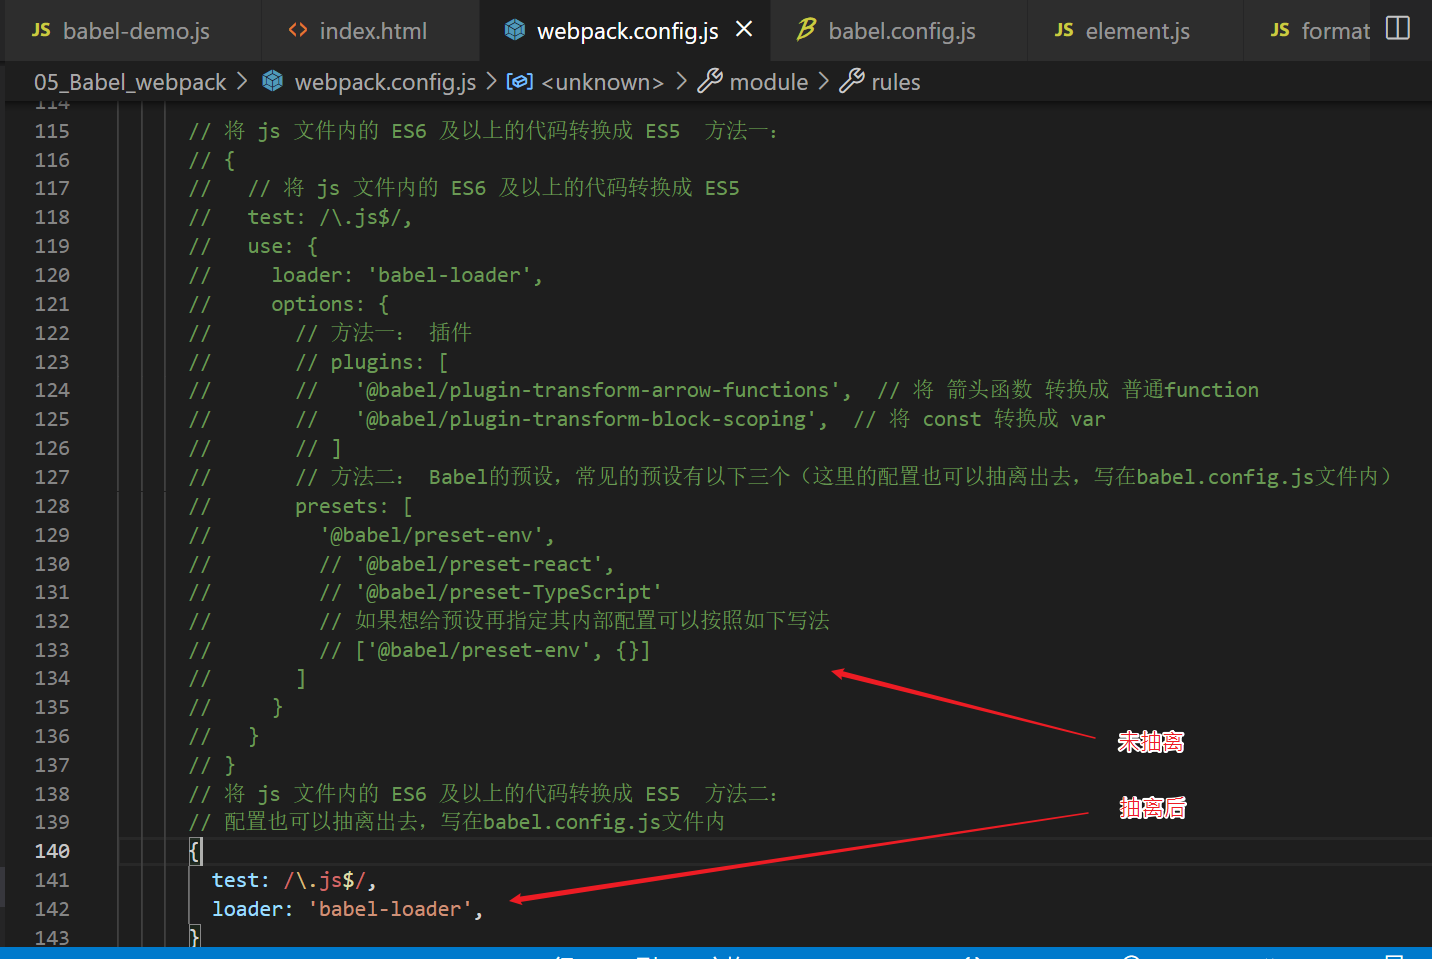 JS babel-demo.js <> index.html webpack.config.js × babel.config.js JS element.js JS format
05_Babel_webpack > webpack.config.js > <unknown> > module > rules
114
115 // 将 js 文件内的 ES6 及以上的代码转换成 ES5 方法一：
116 // {
117 // // 将 js 文件内的 ES6 及以上的代码转换成 ES5
118 // test: /\.js$/,
119 // use: {
120 // loader: 'babel-loader',
121 // options: {
122 // // 方法一： 插件
123 // // plugins: [
124 // // '@babel/plugin-transform-arrow-functions', // 将 箭头函数 转换成 普通function
125 // // '@babel/plugin-transform-block-scoping', // 将 const 转换成 var
126 // // ]
127 // // 方法二： Babel的预设，常见的预设有以下三个（这里的配置也可以抽离出去，写在babel.config.js文件内）
128 // presets: [
129 // '@babel/preset-env',
130 // // '@babel/preset-react',
131 // // '@babel/preset-TypeScript'
132 // // 如果想给预设再指定其内部配置可以按照如下写法
133 // // ['@babel/preset-env', {}]
134 // ]
135 // }
136 // }
未抽离
137 // }
138 // 将 js 文件内的 ES6 及以上的代码转换成 ES5 方法二：
抽离后
139 // 配置也可以抽离出去，写在babel.config.js文件内
140 {
141 test: /\.js$/,
142 loader: 'babel-loader',
143 }